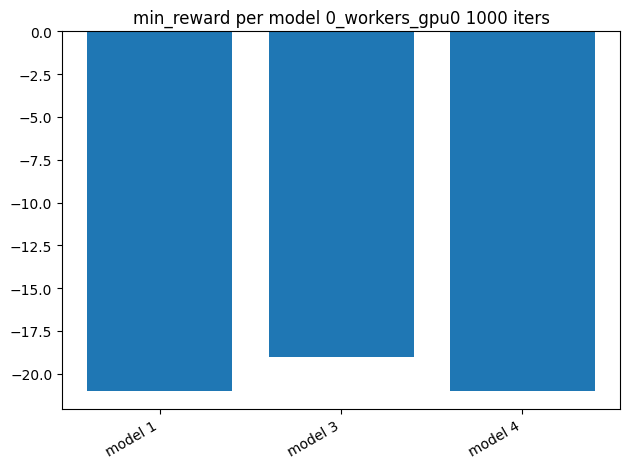 min_reward per model 0_workers_gpu0 1000 iters
0.0
−2.5
−5.0
−7.5
−10.0
−12.5
−15.0
−17.5
−20.0
model 1
model 3
model 4